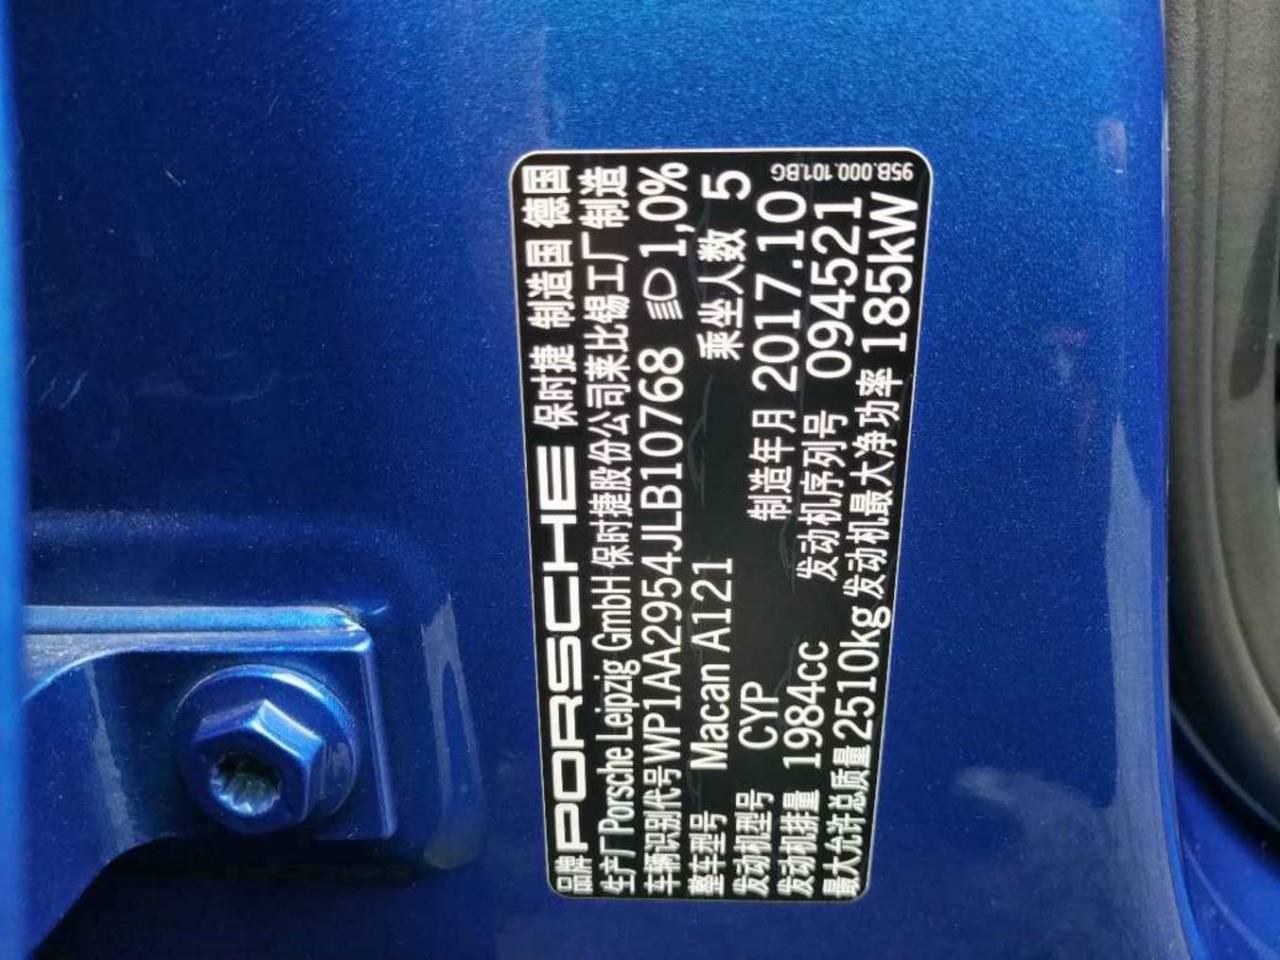 品牌 PORSCHE 保时捷 制造国 德国
生产厂 Porsche Leipzig GmbH 保时捷股份公司莱比锡工厂 制造
车辆识别代号 WP1AA2954JLB10768 1,0%
整车型号 Macan A121 乘坐人数 5
发动机型号 CYP 制造年月 2017.10
发动机排量 1984cc 发动机序列号 094521
最大允许总质量 2510kg 发动机最大净功率 185kW
95B.000.101.BG